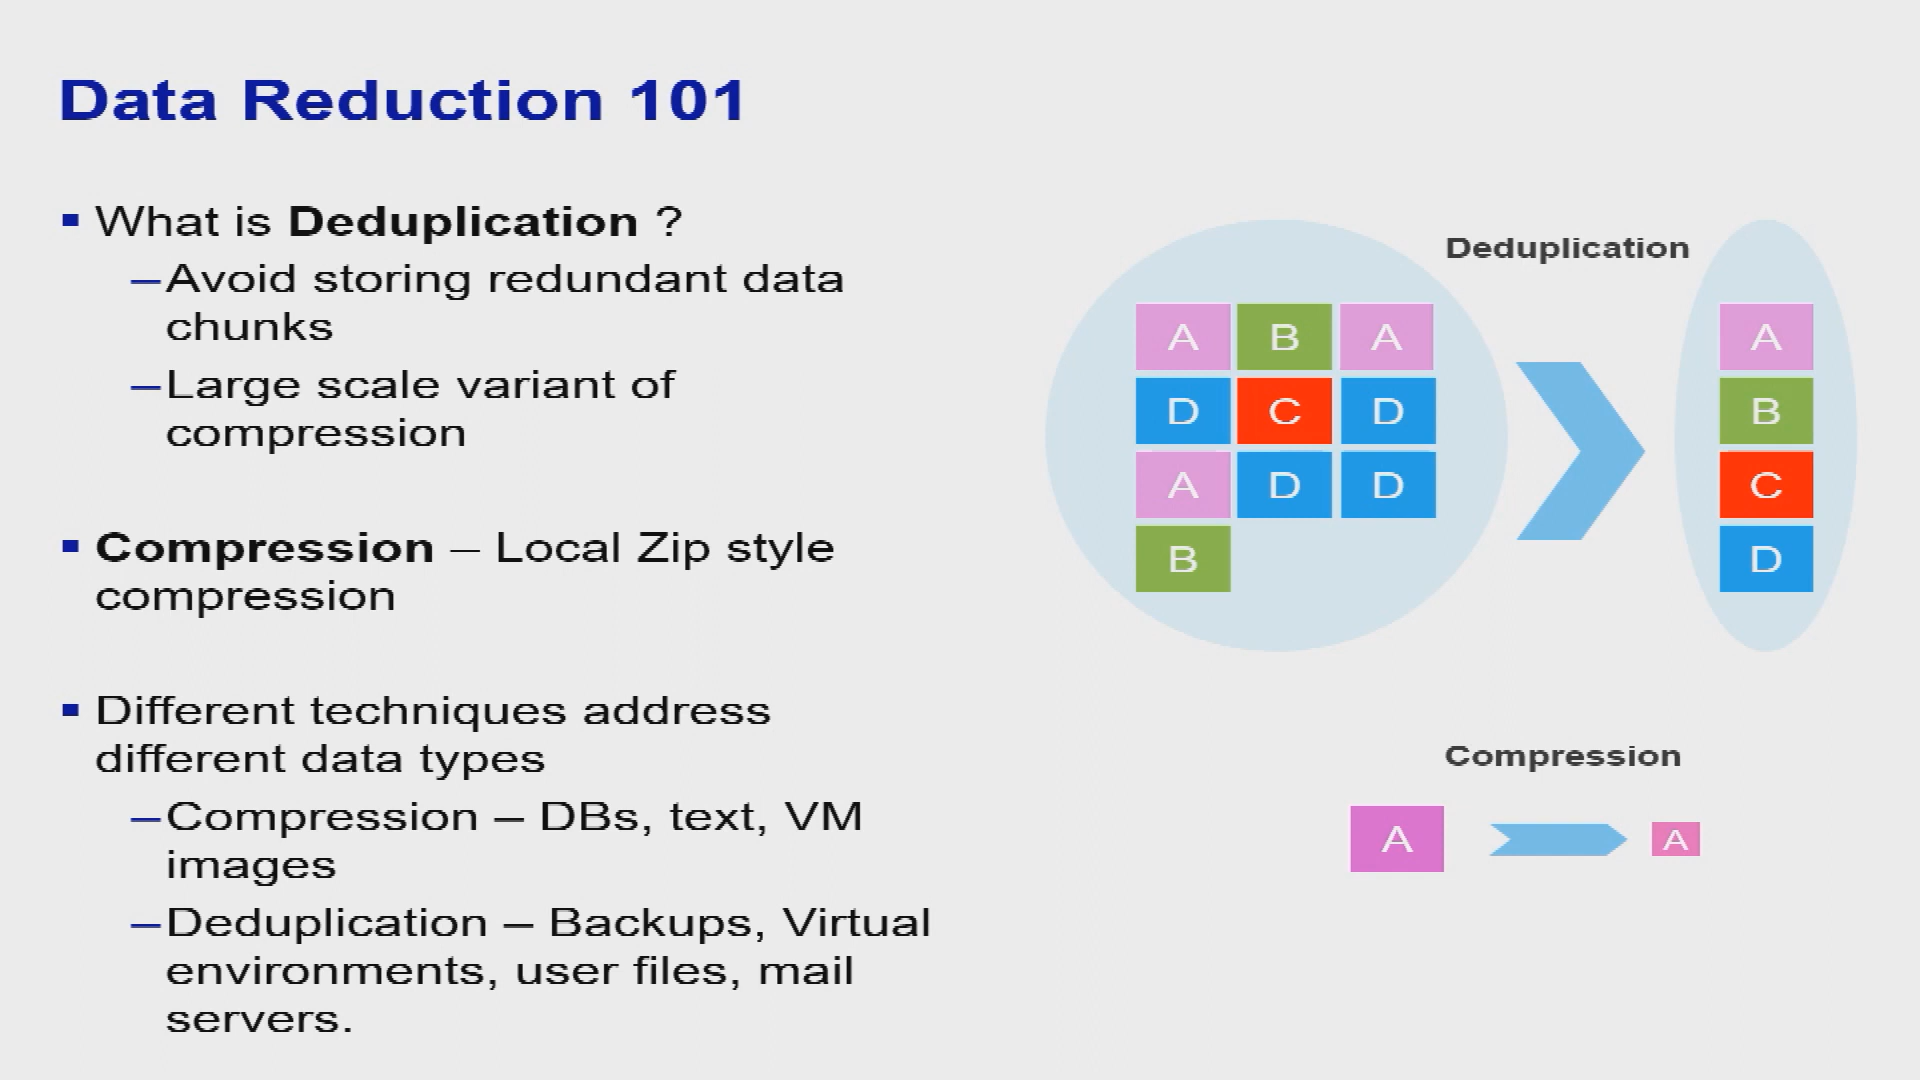 Data Reduction 101
▪ What is Deduplication ?
–Avoid storing redundant data
chunks
–Large scale variant of
compression
▪ Compression – Local Zip style
compression
▪ Different techniques address
different data types
–Compression – DBs, text, VM
images
–Deduplication – Backups, Virtual
environments, user files, mail
servers.
Deduplication
A B A
D C D
A D D
B
A
B
C
D
Compression
A A